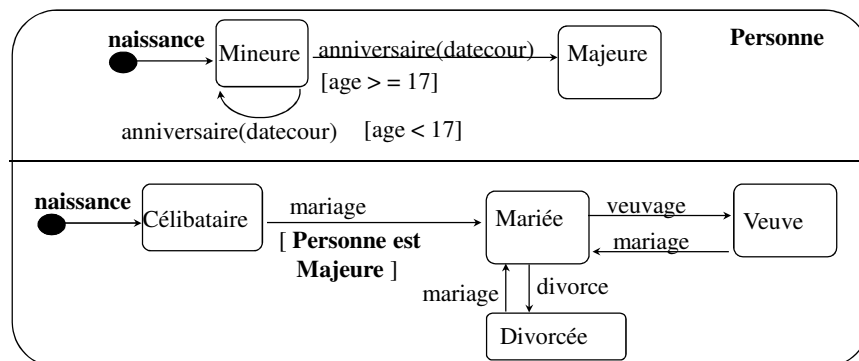 naissance
Mineure
anniversaire(datecour)
Majeure
Personne
[age > = 17]
anniversaire(datecour) [age < 17]
naissance
Célibataire
mariage
[ Personne est
Majeure ]
Mariée
veuvage
mariage
Veuve
mariage
divorce
Divorcée